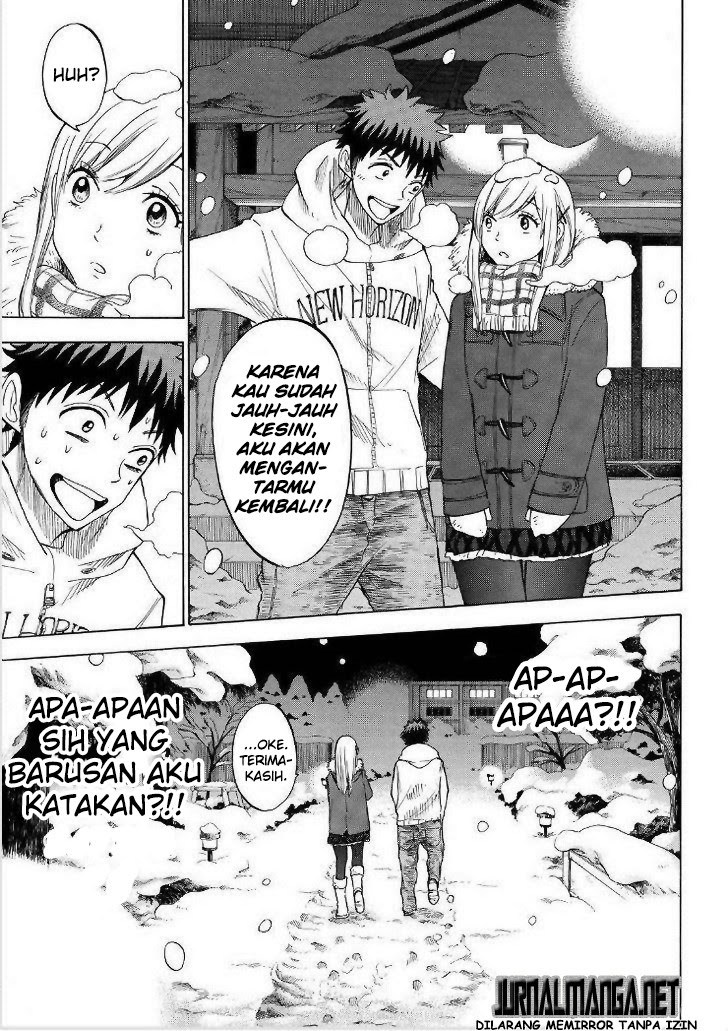 NEW HORIZON
KARENA
KAU SUDAH
JAUH-JAUH
KESINI,
AKU AKAN
MENGAN-
TARMU
KEMBALI!!
HUH?
HORIZ
AP-AP-
APAAA?!!
...OKE.
TERIMA-
KASIH.
APA-APAAN
SIH YANG
BARUSAN AKU
KATAKAN?!!
JURNALMANGA.NET
DILARANG MEMIRROR TANPA IZIN